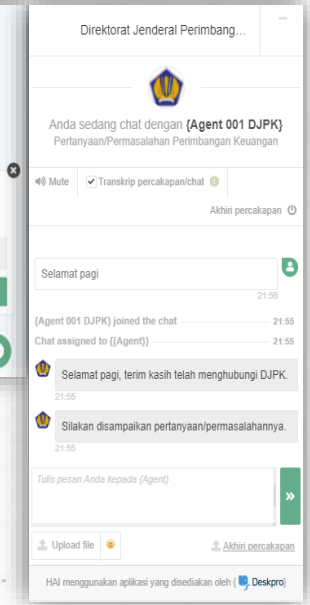 Direktorat Jenderal Perimbang...
Anda sedang chat dengan {Agent 001 DJPK}
Pertanyaan/Permasalahan Perimbangan Keuangan
Mute
Transkrip percakapan/chat
Akhiri percakapan
Selamat pagi
21:56
{Agent 001 DJPK} joined the chat 21:55
Chat assigned to {{Agent}} 21:55
Selamat pagi, terim kasih telah menghubungi DJPK.
21:55
Silakan disampaikan pertanyaan/permasalahannya.
21:55
Tulis pesan Anda kepada {Agent}
Upload file
Akhiri percakapan
HAI menggunakan aplikasi yang disediakan oleh { Deskpro}